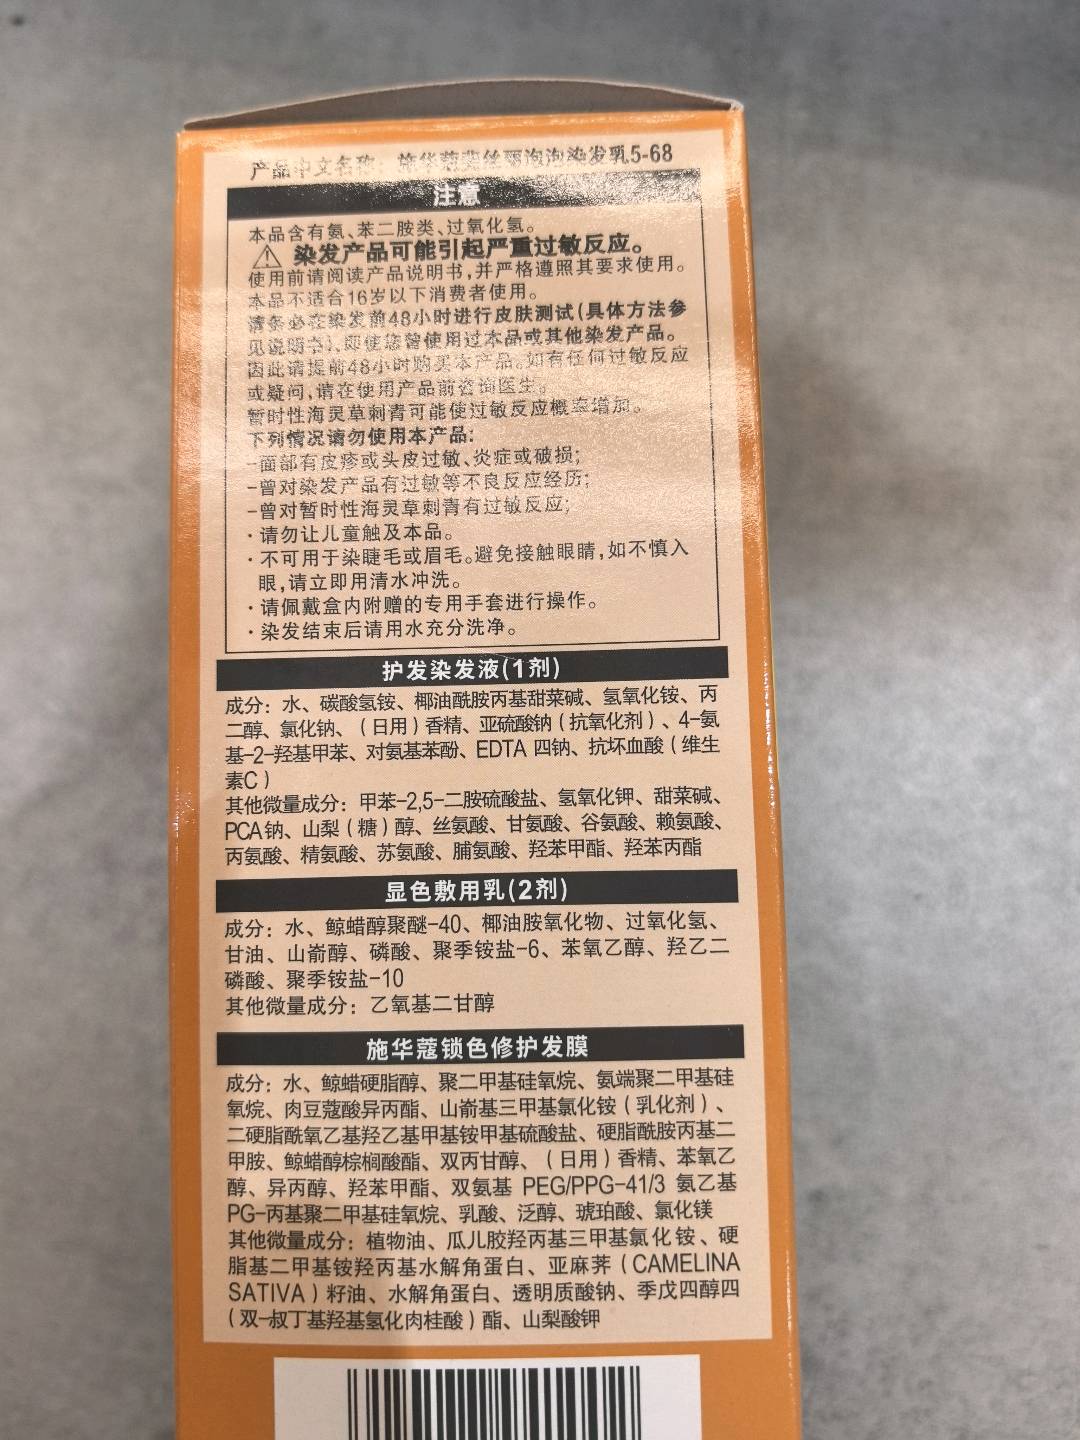 产品中文名称：施华蔻斐丝丽泡泡染发乳5-68
注意
本品含有氨、苯二胺类、过氧化氢。
染发产品可能引起严重过敏反应。
使用前请阅读产品说明书,并严格遵照其要求使用。
本品不适合16岁以下消费者使用。
请务必在染发前48小时进行皮肤测试(具体方法参
见说明书)、即使您曾使用过本品或其他染发产品。
因此请提前48小时购买本产品。如有任何过敏反应
或疑问,请在使用产品前咨询医生。
暂时性海灵草刺青可能使过敏反应概率增加。
下列情况请勿使用本产品:
-面部有皮疹或头皮过敏、炎症或破损;
-曾对染发产品有过敏等不良反应经历;
-曾对暂时性海灵草刺青有过敏反应;
·请勿让儿童触及本品。
·不可用于染睫毛或眉毛。避免接触眼睛,如不慎入
眼,请立即用清水冲洗。
·请佩戴盒内附赠的专用手套进行操作。
·染发结束后请用水充分洗净。
护发染发液(1剂)
成分：水、碳酸氢铵、椰油酰胺丙基甜菜碱、氢氧化铵、丙
二醇、氯化钠、（日用）香精、亚硫酸钠（抗氧化剂）、4-氨
基-2-羟基甲苯、对氨基苯酚、EDTA 四钠、抗坏血酸（维生
素C）
其他微量成分：甲苯-2,5-二胺硫酸盐、氢氧化钾、甜菜碱、
PCA钠、山梨（糖）醇、丝氨酸、甘氨酸、谷氨酸、赖氨酸、
丙氨酸、精氨酸、苏氨酸、脯氨酸、羟苯甲酯、羟苯丙酯
显色敷用乳(2剂)
成分：水、鲸蜡醇聚醚-40、椰油胺氧化物、过氧化氢、
甘油、山嵛醇、磷酸、聚季铵盐-6、苯氧乙醇、羟乙二
磷酸、聚季铵盐-10
其他微量成分：乙氧基二甘醇
施华蔻锁色修护发膜
成分：水、鲸蜡硬脂醇、聚二甲基硅氧烷、氨端聚二甲基硅
氧烷、肉豆蔻酸异丙酯、山嵛基三甲基氯化铵（乳化剂）、
二硬脂酰氧乙基羟乙基甲基铵甲基硫酸盐、硬脂酰胺丙基二
甲胺、鲸蜡醇棕榈酸酯、双丙甘醇、（日用）香精、苯氧乙
醇、异丙醇、羟苯甲酯、双氨基 PEG/PPG-41/3 氨乙基
PG-丙基聚二甲基硅氧烷、乳酸、泛醇、琥珀酸、氯化镁
其他微量成分：植物油、瓜儿胶羟丙基三甲基氯化铵、硬
脂基二甲基铵羟丙基水解角蛋白、亚麻荠（CAMELINA
SATIVA）籽油、水解角蛋白、透明质酸钠、季戊四醇四
（双-叔丁基羟基氢化肉桂酸）酯、山梨酸钾